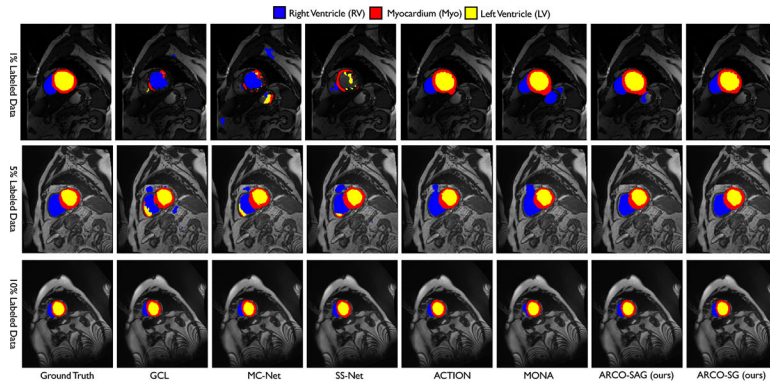 Right Ventricle (RV) Myocardium (Myo) Left Ventricle (LV)
1% Labeled Data
5% Labeled Data
10% Labeled Data
Ground Truth GCL MC-Net SS-Net ACTION MONA ARCO-SAG (ours) ARCO-SG (ours)